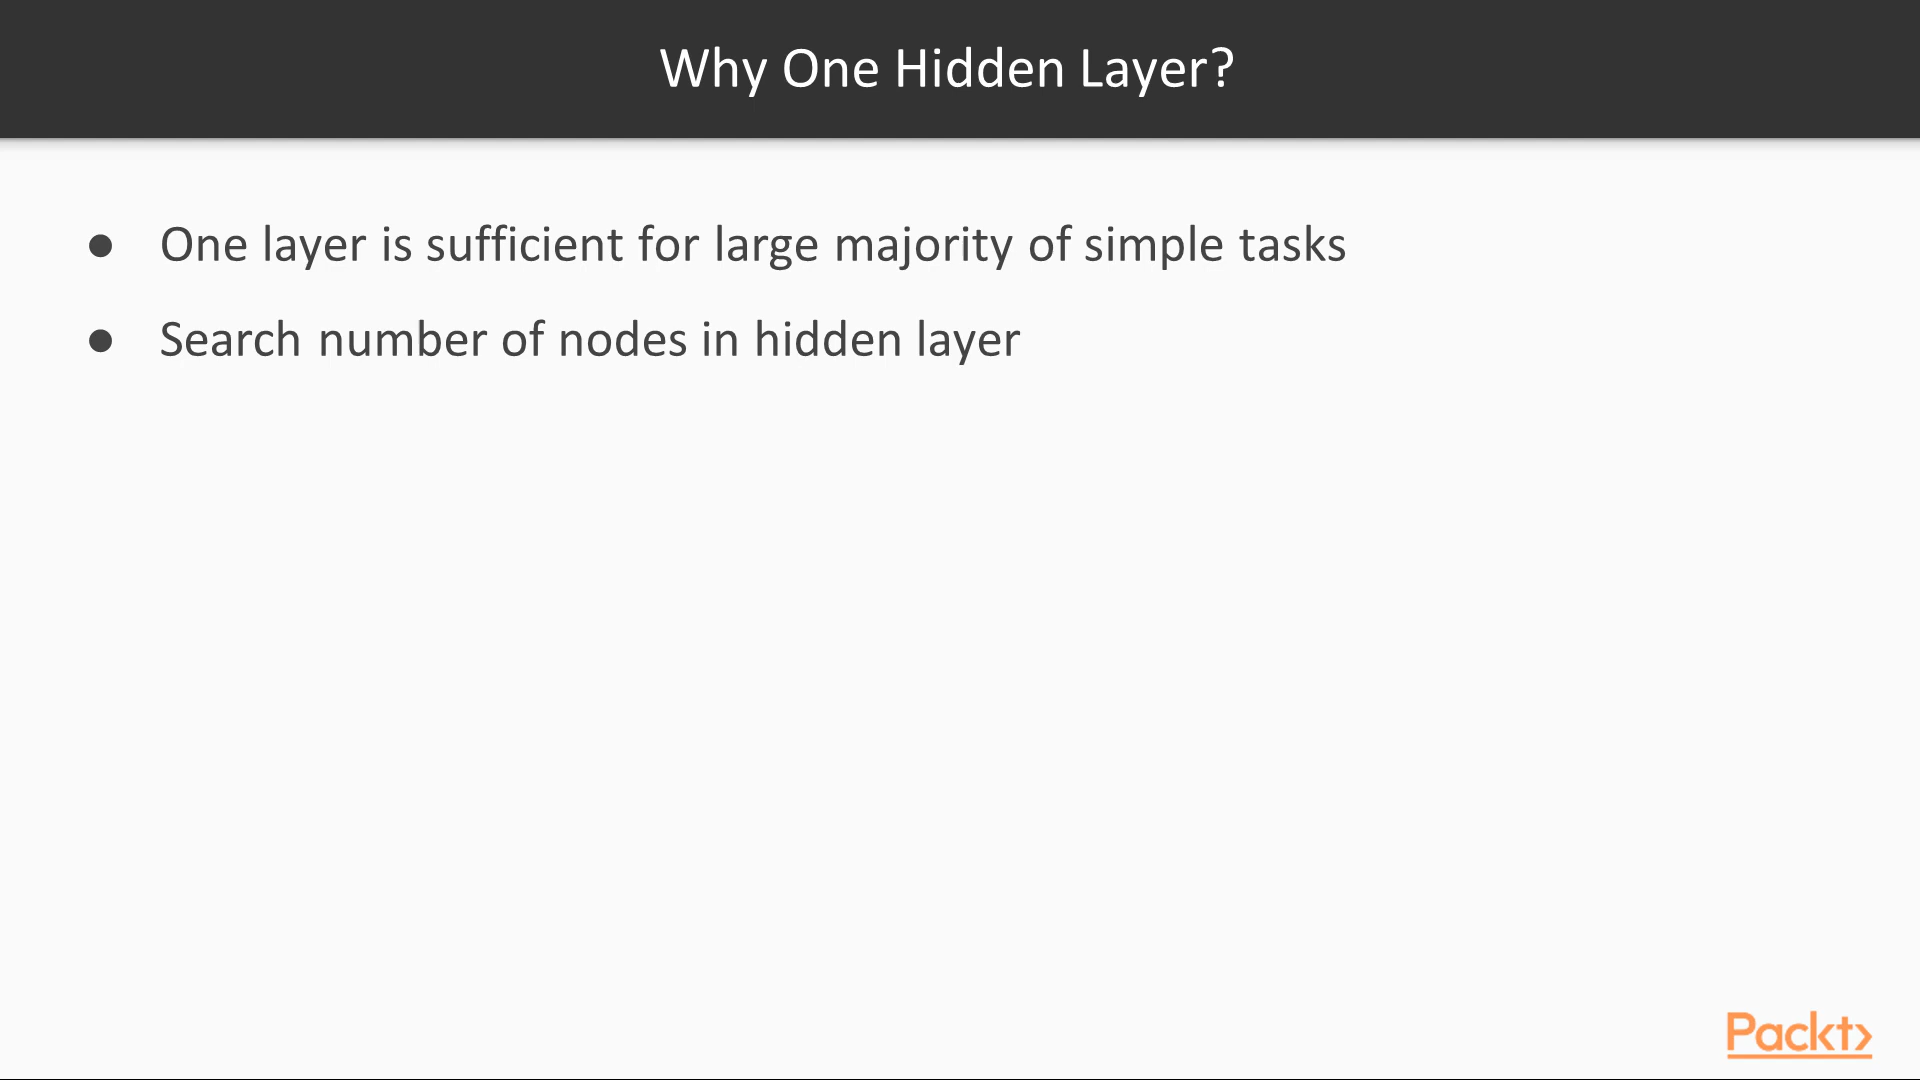 Why One Hidden Layer?
● One layer is sufficient for large majority of simple tasks
● Search number of nodes in hidden layer
Packt>